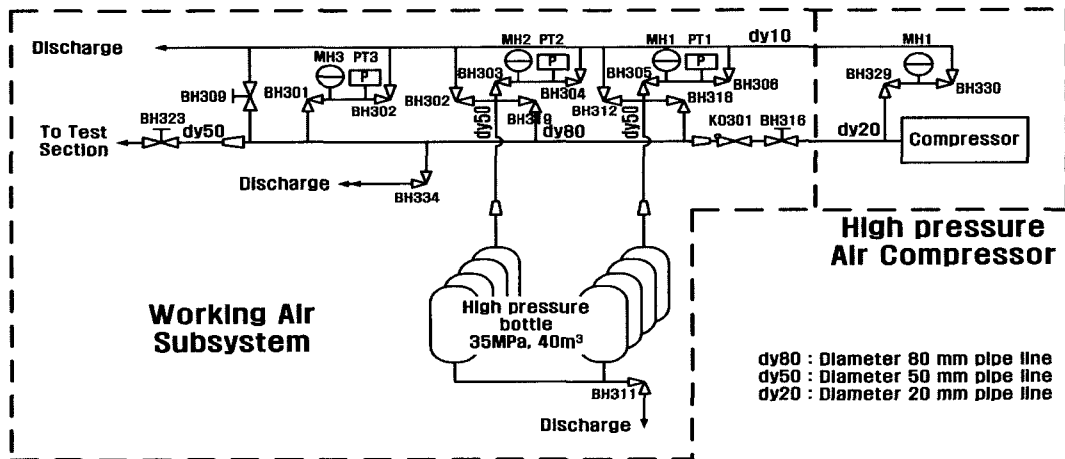 Discharge
MH3 PT3
P
MH2 PT2
P
MH1 PT1
P
dy10
MH1
BH309
BH301
BH302
BH302
BH303
BH304
BH305
BH306
BH329
BH330
BH312
BH318
BH319
dy50
dy50
BH323
To Test
Section
dy50
dy80
KO301
BH316
dy20
Compressor
Discharge
BH334
High pressure
Air Compressor
Working Air
Subsystem
High pressure
bottle
35MPa, 40m³
BH311
Discharge
dy80 : Diameter 80 mm pipe line
dy50 : Diameter 50 mm pipe line
dy20 : Diameter 20 mm pipe line